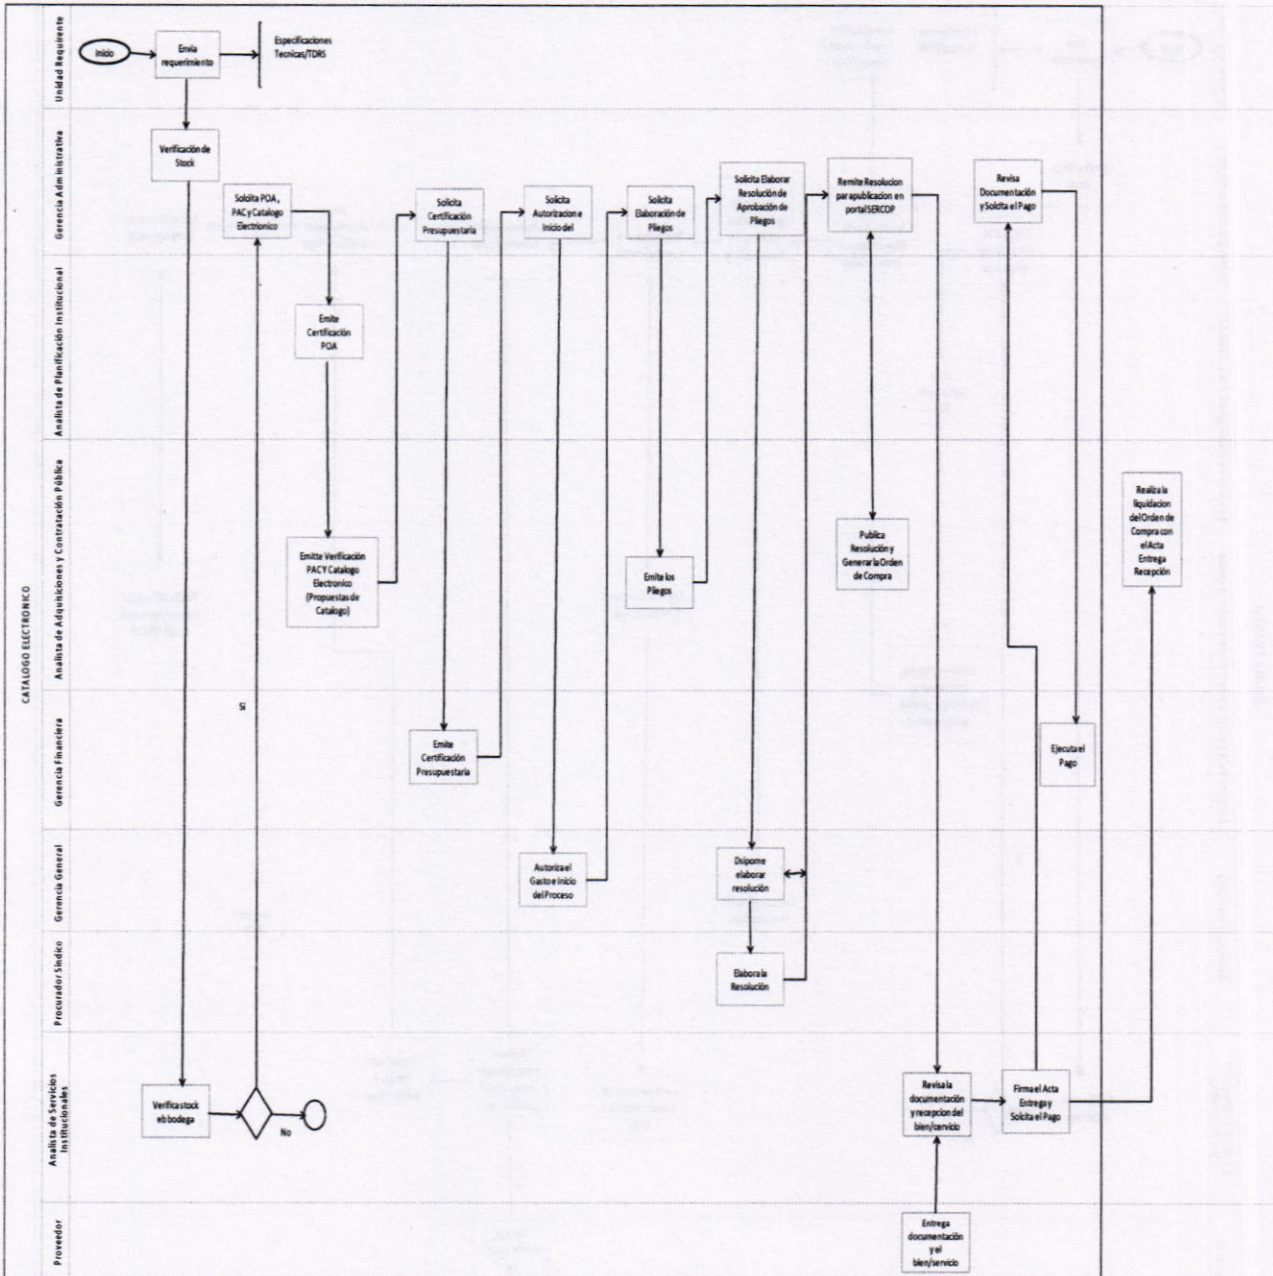 CATALOGO ELECTRONICO
Unidad Requirente
Inicio
Envia
requerimiento
Especificaciones
Tecnicas/TDRS
Gerencia Administrativa
Verificación de
Stock
Solcita POA,
PAC y Catalogo
Electronico
Solicita
Certificación
Presupuestaria
Solicita
Autorizacion e
Inicio del
Solicita
Elaboración de
Pliegos
Solicita Elaborar
Resolución de
Aprobación de
Pliegos
Remite Resolucion
para publicacion en
portal SERCOP
Revisa
Documentación
y Solcita el Pago
Analista de Planificación Institucional
Emite
Certificación
POA
Analista de Adquisiciones y Contratación Pública
Emitte Verificación
PAC Y Catalogo
Electronico
(Propuestas de
Catalogo)
Emite los
Pliegos
Publica
Resolución y
Generar la Orden
de Compra
Realiza la
liquidacion
del Orden de
Compra con
el Acta
Entrega
Recepción
Gerencia Financiera
Si
Emite
Certificación
Presupuestaria
Ejecuta el
Pago
Gerencia General
Autoriza el
Gasto e Inicio
del Proceso
Dsipome
elaborar
resolución
Procurador Síndico
Elabora la
Resolución
Analista de Servicios
Institucionales
Verifica stock
eb bodega
No
Revisa la
documentación
y recepcion del
bien/cervicio
Firma el Acta
Entrega y
Solcita el Pago
Proveedor
Entrega
documentación
y el
bien/servicio